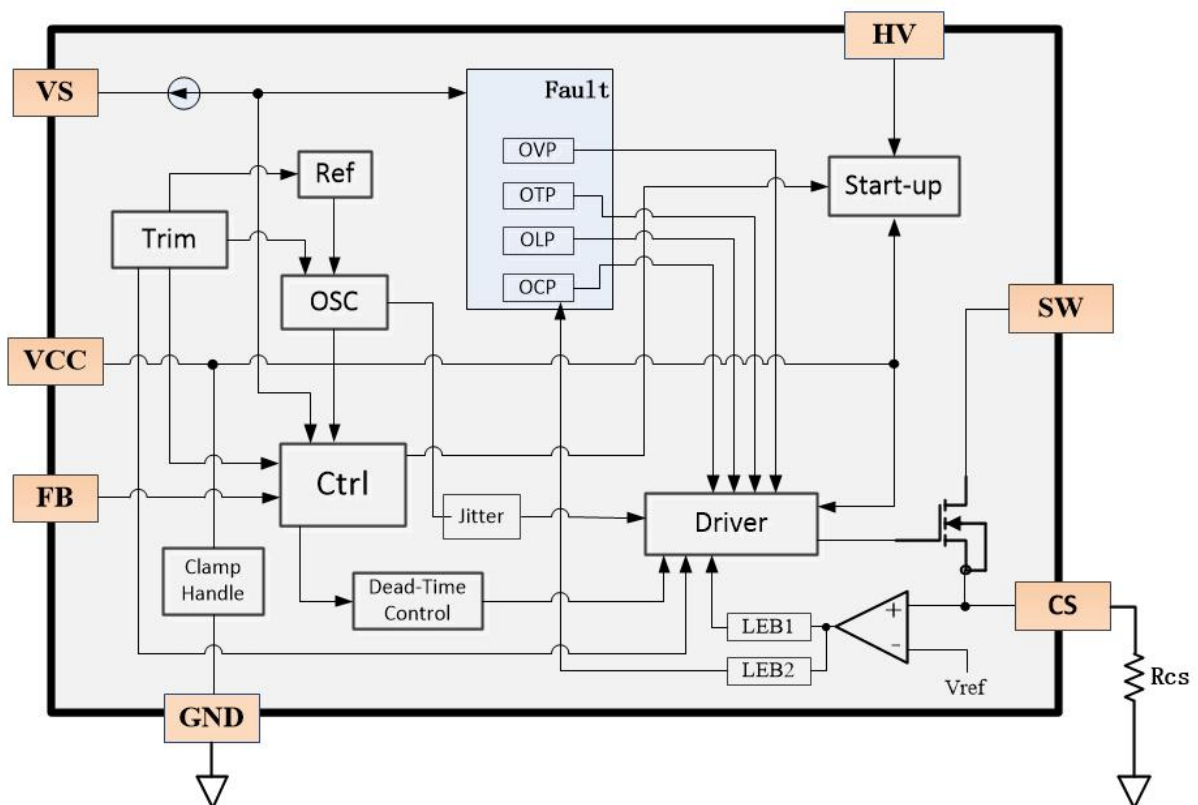 HV
VS
Fault
OVP
Ref
OTP
Start-up
Trim
OLP
OSC
OCP
SW
VCC
Ctrl
FB
Jitter
Driver
Clamp
Handle
Dead-Time
Control
+
CS
LEB1
-
LEB2
Vref
Rcs
GND